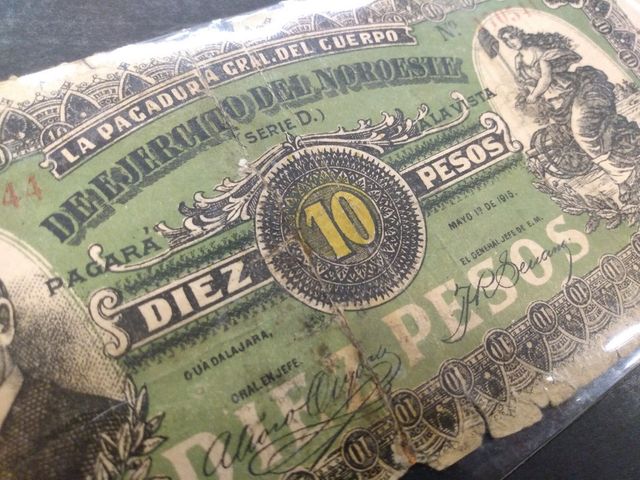 LA PAGADURIA GRAL. DEL CUERPO
Nº
DE EJERCITO DEL NOROESTE
(SERIE D.)
44
PAGARÁ
A LA VISTA
DIEZ
10
PESOS
GUADALAJARA,
MAYO 1º DE 1915.
GRAL EN JEFE.
EL GENERAL JEFE DE E.M.
DIEZ PESOS